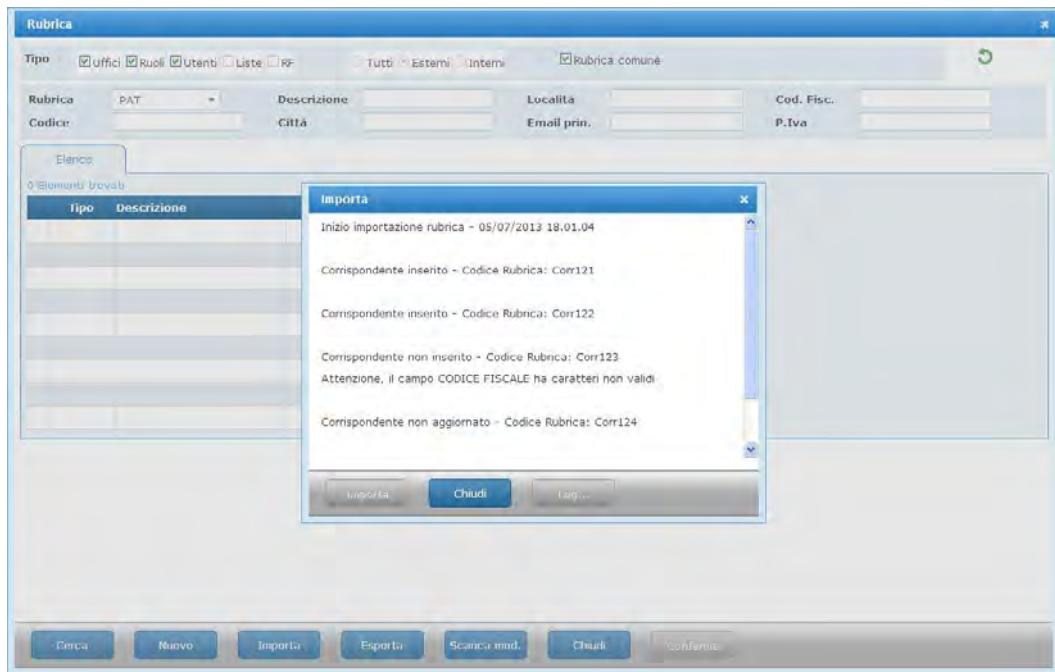 Rubrica
Tipo Uffici Ruoli Utenti Liste RF Tutti Esterni Interni Rubrica comune
Rubrica PAT Descrizione Località Cod. Fisc.
Codice Città Email prin. P.Iva
Elenco
0 Elementi trovati
Tipo Descrizione
Importa
Inizio importazione rubrica - 05/07/2013 18.01.04
Corrispondente inserito - Codice Rubrica: Corr121
Corrispondente inserito - Codice Rubrica: Corr122
Corrispondente non inserito - Codice Rubrica: Corr123
Attenzione, il campo CODICE FISCALE ha caratteri non validi
Corrispondente non aggiornato - Codice Rubrica: Corr124
Importa Chiudi Log...
Cerca Nuovo Importa Esporta Scarica mod. Chiudi Conferma